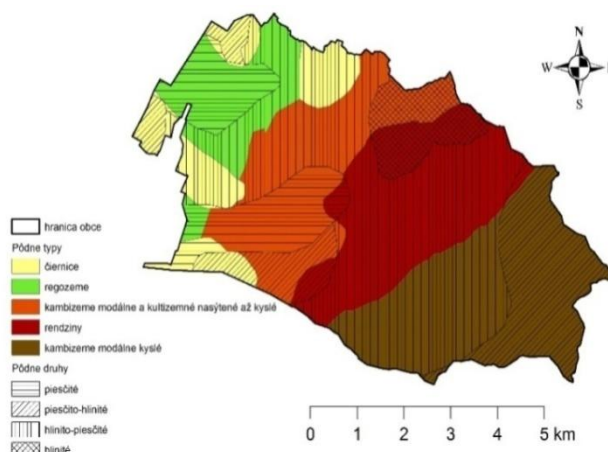 N
W
S
hranica obce
Pôdne typy
čiernice
regozeme
kambizeme modálne a kultizemné nasýtené až kyslé
rendziny
kambizeme modálne kyslé
Pôdne druhy
piesčité
piesčito-hlinité
hlinito-piesčité
hlinité
0 1 2 3 4 5 km